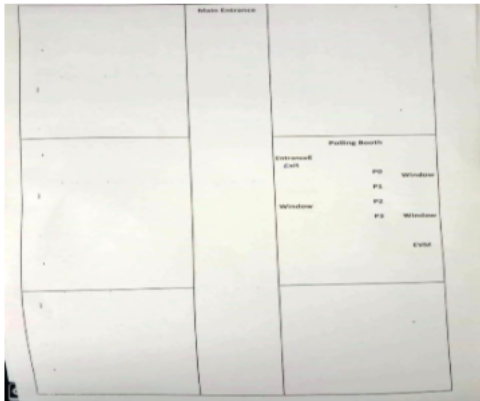 Main Entrance
Polling Booth
Entrance&
Exit
P0
Window
P1
P2
Window
P3
Window
EVM